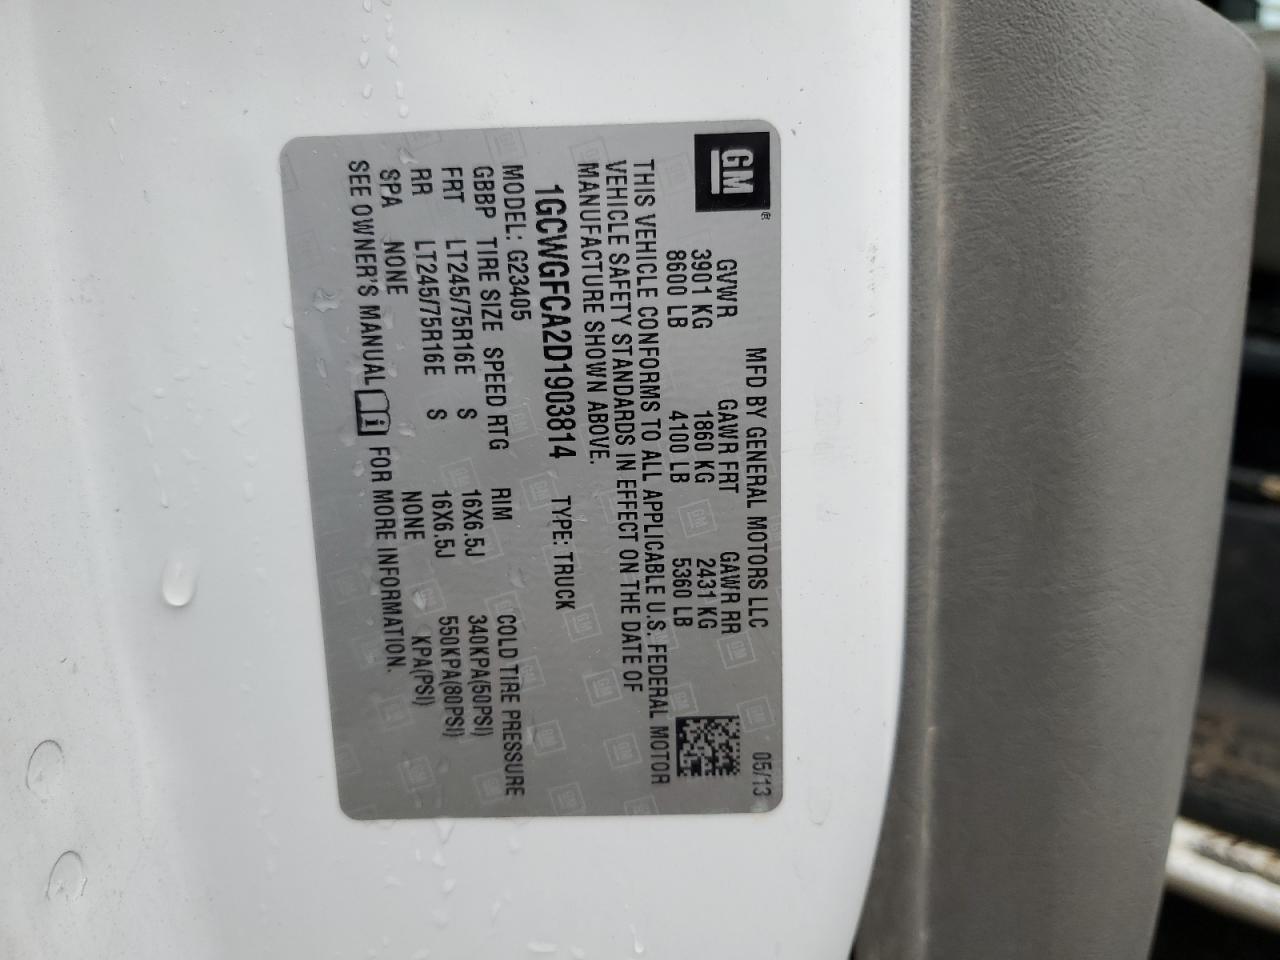 GM ®
MFD BY GENERAL MOTORS LLC 05/13
GVWR GAWR FRT GAWR RR
3901 KG 1860 KG 2431 KG
8600 LB 4100 LB 5360 LB
THIS VEHICLE CONFORMS TO ALL APPLICABLE U.S. FEDERAL MOTOR
VEHICLE SAFETY STANDARDS IN EFFECT ON THE DATE OF
MANUFACTURE SHOWN ABOVE.
1GCWGFCA2D1903814 TYPE: TRUCK
MODEL: G23405
GBBP TIRE SIZE SPEED RTG RIM COLD TIRE PRESSURE
FRT LT245/75R16E S 16X6.5J 340KPA(50PSI)
RR LT245/75R16E S 16X6.5J 550KPA(80PSI)
SPA NONE NONE KPA(PSI)
SEE OWNER'S MANUAL i FOR MORE INFORMATION.